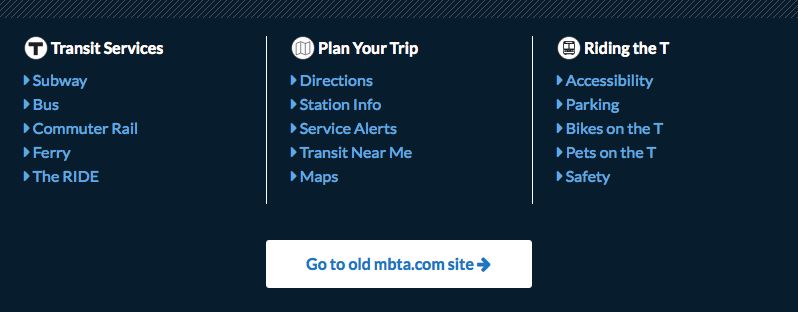 Transit Services
Subway
Bus
Commuter Rail
Ferry
The RIDE
Plan Your Trip
Directions
Station Info
Service Alerts
Transit Near Me
Maps
Riding the T
Accessibility
Parking
Bikes on the T
Pets on the T
Safety
Go to old mbta.com site